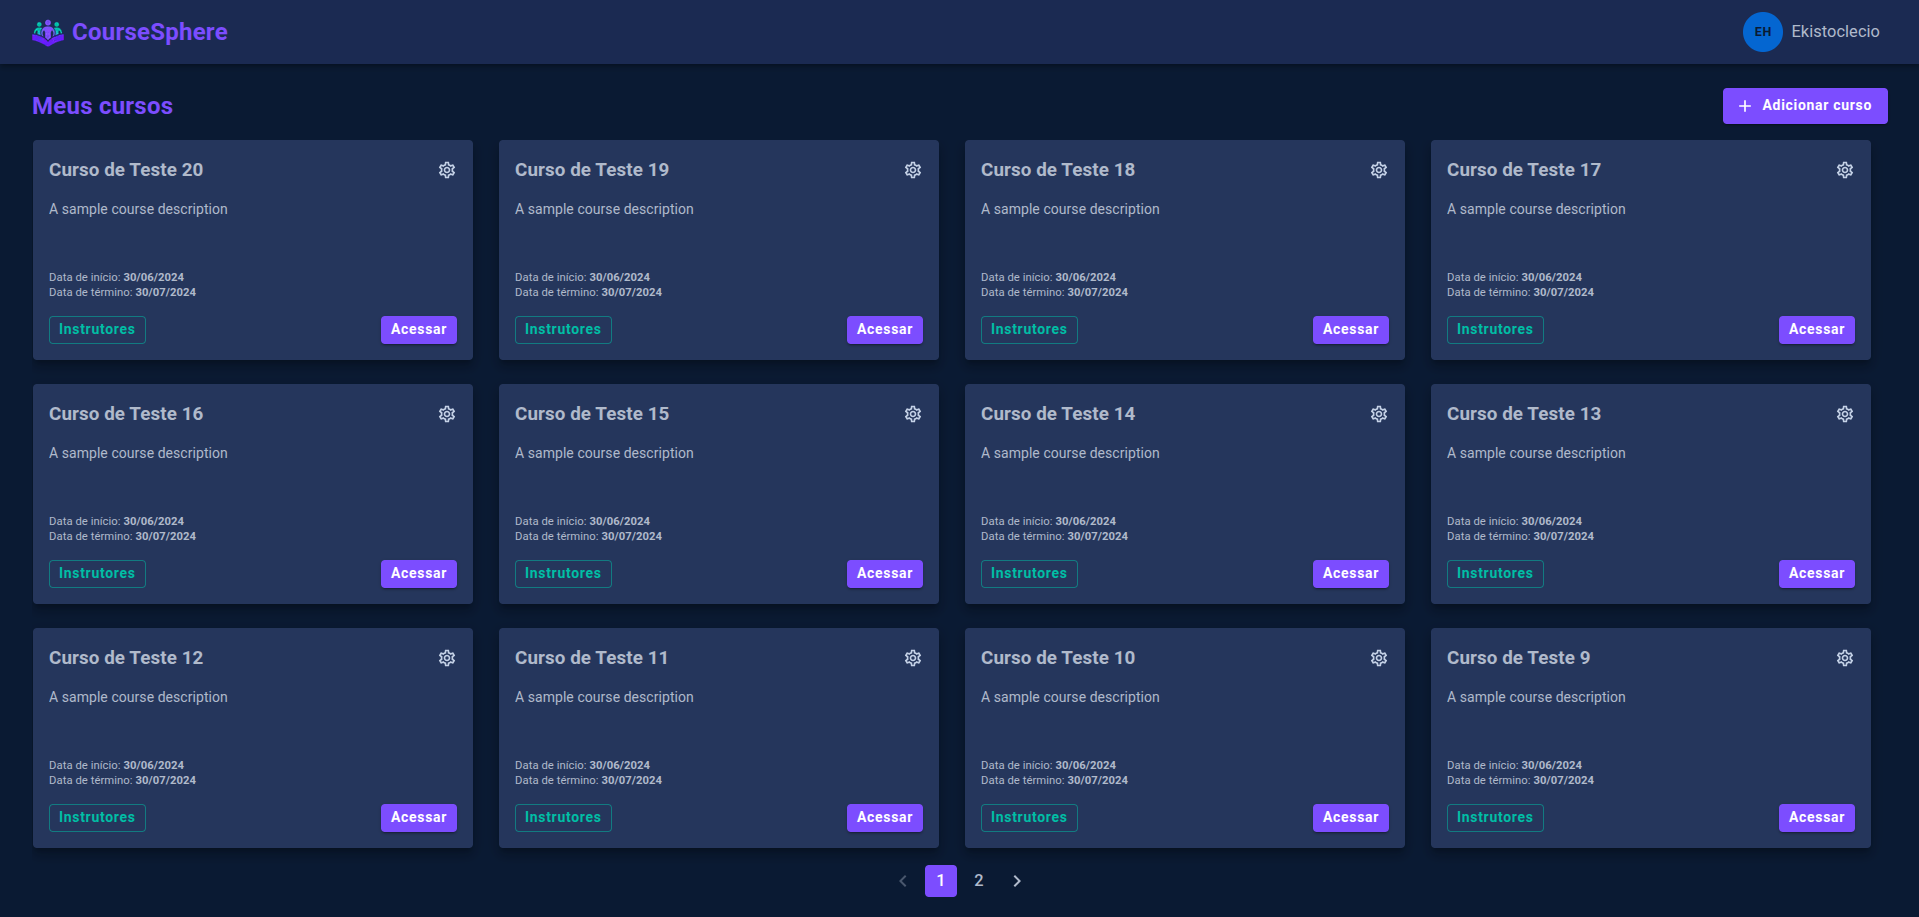 CourseSphere
EH Ekistoclecio
Meus cursos
+ Adicionar curso
Curso de Teste 20
A sample course description
Data de início: 30/06/2024
Data de término: 30/07/2024
Instrutores Acessar
Curso de Teste 19
A sample course description
Data de início: 30/06/2024
Data de término: 30/07/2024
Instrutores Acessar
Curso de Teste 18
A sample course description
Data de início: 30/06/2024
Data de término: 30/07/2024
Instrutores Acessar
Curso de Teste 17
A sample course description
Data de início: 30/06/2024
Data de término: 30/07/2024
Instrutores Acessar
Curso de Teste 16
A sample course description
Data de início: 30/06/2024
Data de término: 30/07/2024
Instrutores Acessar
Curso de Teste 15
A sample course description
Data de início: 30/06/2024
Data de término: 30/07/2024
Instrutores Acessar
Curso de Teste 14
A sample course description
Data de início: 30/06/2024
Data de término: 30/07/2024
Instrutores Acessar
Curso de Teste 13
A sample course description
Data de início: 30/06/2024
Data de término: 30/07/2024
Instrutores Acessar
Curso de Teste 12
A sample course description
Data de início: 30/06/2024
Data de término: 30/07/2024
Instrutores Acessar
Curso de Teste 11
A sample course description
Data de início: 30/06/2024
Data de término: 30/07/2024
Instrutores Acessar
Curso de Teste 10
A sample course description
Data de início: 30/06/2024
Data de término: 30/07/2024
Instrutores Acessar
Curso de Teste 9
A sample course description
Data de início: 30/06/2024
Data de término: 30/07/2024
Instrutores Acessar
1 2